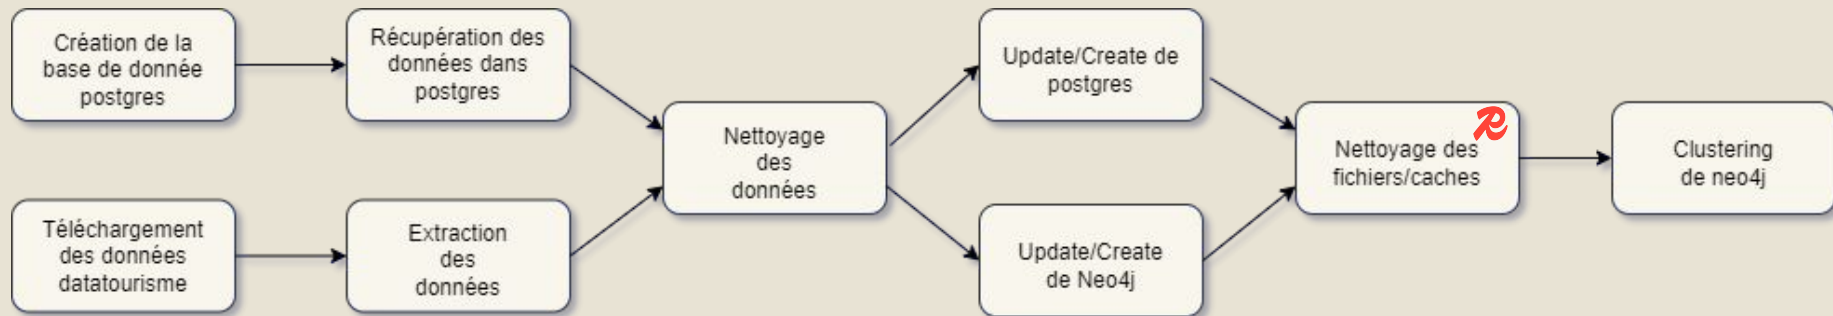 Création de la
base de donnée
postgres
Récupération des
données dans
postgres
Téléchargement
des données
datatourisme
Extraction
des
données
Nettoyage
des
données
Update/Create de
postgres
Update/Create
de Neo4j
R
Nettoyage des
fichiers/caches
Clustering
de neo4j